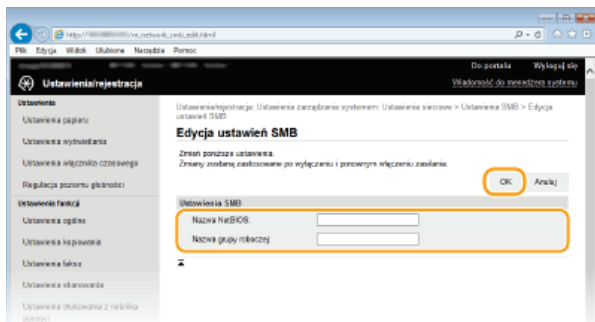 http://
/m_network_smb_edit.html
Plik Edycja Widok Ulubione Narzędzia Pomoc
Do portalu Wyloguj się
Ustawienia/rejestracja
Wiadomość do menedżera systemu
Ustawienia
Ustawienia papieru
Ustawienia wyświetlania
Ustawienia włącznika czasowego
Regulacja poziomu głośności
Ustawienia funkcji
Ustawienia ogólne
Ustawienia kopiowania
Ustawienia faksu
Ustawienia skanowania
Ustawienia drukowania z nośnika
pamięci
Ustawienia/rejestracja: Ustawienia zarządzania systemem: Ustawienia sieciowe > Ustawienia SMB > Edycja
ustawień SMB
Edycja ustawień SMB
Zmień poniższe ustawienia.
Zmiany zostaną zastosowane po wyłączeniu i ponownym włączeniu zasilania.
OK Anuluj
Ustawienia SMB
Nazwa NetBIOS:
Nazwa grupy roboczej: